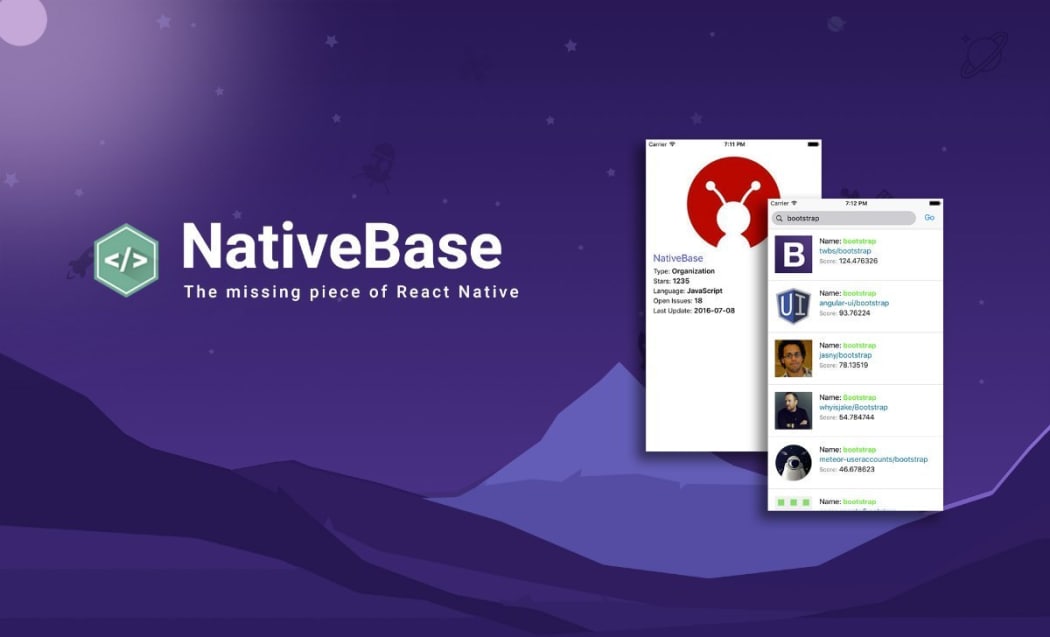 </>
NativeBase
The missing piece of React Native
Carrier 7:11 PM
NativeBase
Type: Organization
Stars: 1235
Language: JavaScript
Open Issues: 18
Last Update: 2016-07-08
Carrier 7:12 PM
bootstrap Go
B
Name: bootstrap
twbs/bootstrap
Score: 124.476326
UI
Name: bootstrap
angular-ui/bootstrap
Score: 93.76224
Name: bootstrap
jasny/bootstrap
Score: 78.13519
Name: Bootstrap
whyisjake/Bootstrap
Score: 54.784744
Name: bootstrap
meteor-useraccounts/bootstrap
Score: 46.678623
Name: bootstrap